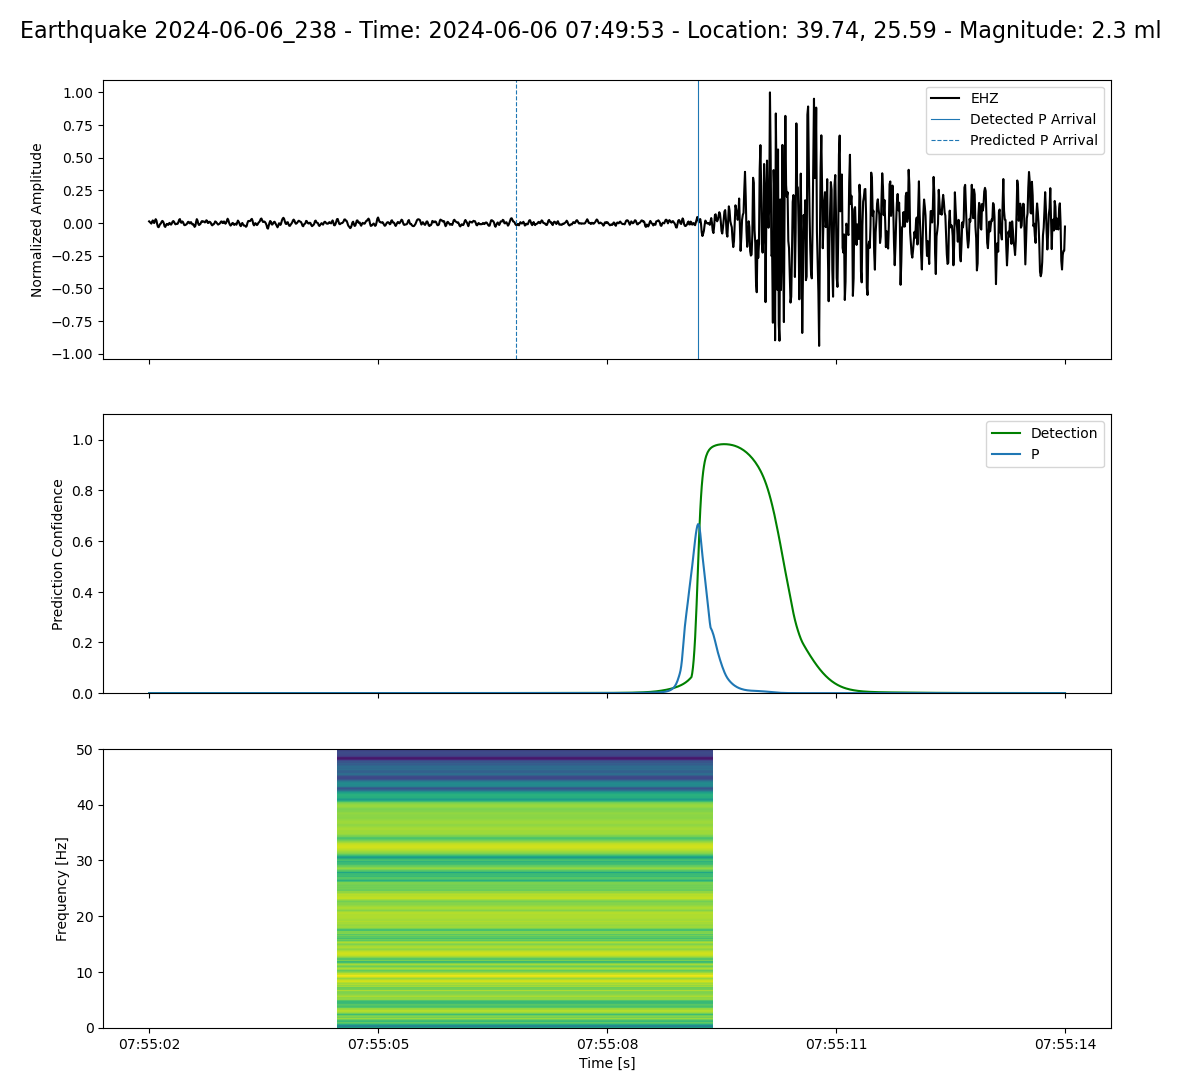 Earthquake 2024-06-06_238 - Time: 2024-06-06 07:49:53 - Location: 39.74, 25.59 - Magnitude: 2.3 ml
Normalized Amplitude
1.00
0.75
0.50
0.25
0.00
−0.25
−0.50
−0.75
−1.00
EHZ
Detected P Arrival
Predicted P Arrival
Prediction Confidence
1.0
0.8
0.6
0.4
0.2
0.0
Detection
P
Frequency [Hz]
50
40
30
20
10
0
07:55:02 07:55:05 07:55:08 07:55:11 07:55:14
Time [s]